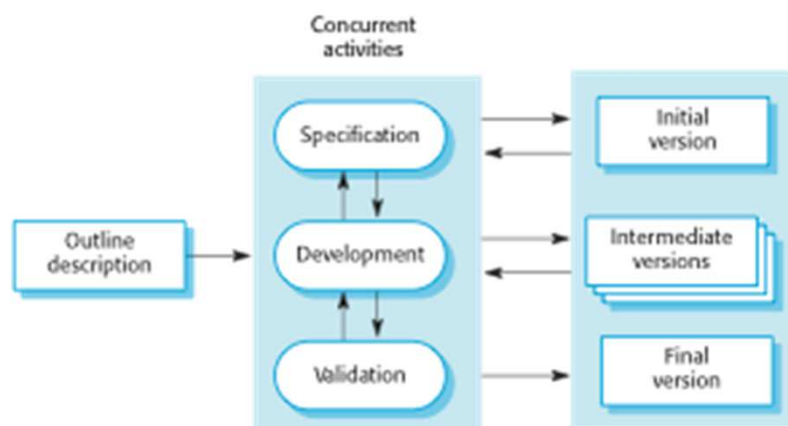 Concurrent
activities
Specification
Initial
version
Outline
description
Development
Intermediate
versions
Validation
Final
version